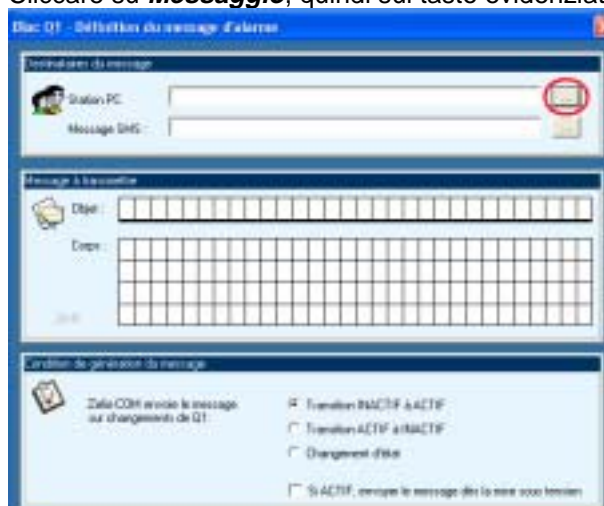 Cliccare su Messaggio, quindi sul tasto evidenziat
Bloc Q1 - Définition du message d'alarme
Destinataires du message
Station PC
...
Message SMS :
...
Message à transmettre
Objet :
Corps :
Condition de génération du message
Zelio COM envoie le message
sur changements de Q1:
Transition INACTIF à ACTIF
Transition ACTIF à INACTIF
Changement d'état
Si ACTIF, envoyer le message dès la mise sous tension